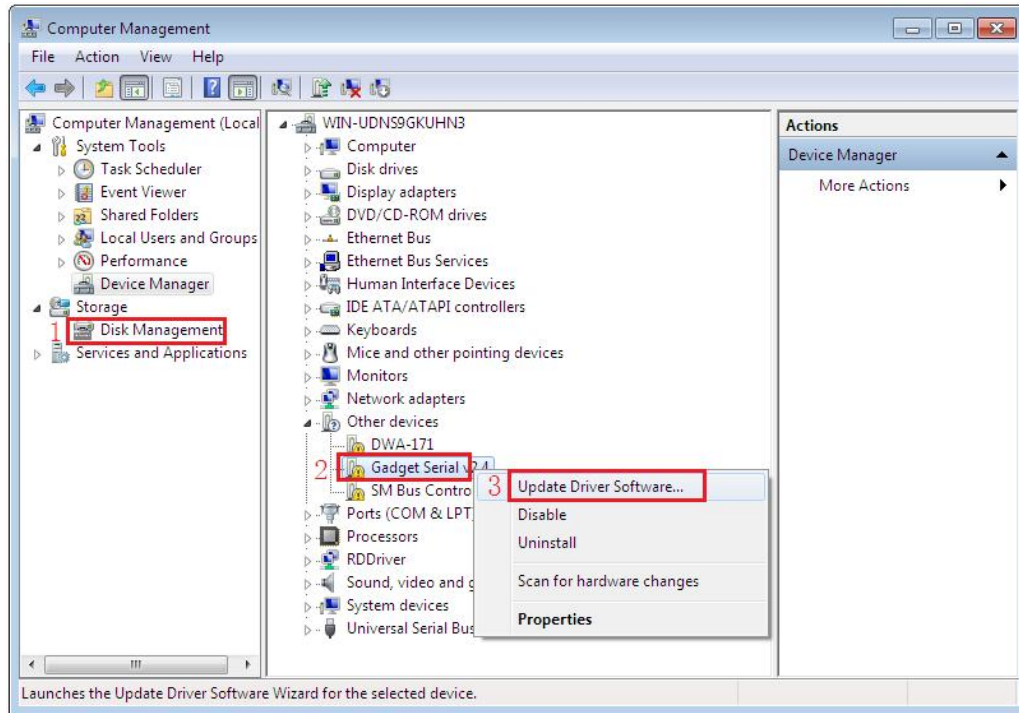 Computer Management
File Action View Help
Computer Management (Local
System Tools
Task Scheduler
Event Viewer
Shared Folders
Local Users and Groups
Performance
Device Manager
Storage
1 Disk Management
Services and Applications
WIN-UDNS9GKUHN3
Computer
Disk drives
Display adapters
DVD/CD-ROM drives
Ethernet Bus
Ethernet Bus Services
Human Interface Devices
IDE ATA/ATAPI controllers
Keyboards
Mice and other pointing devices
Monitors
Network adapters
Other devices
DWA-171
2 Gadget Serial v2.4
SM Bus Contro
Ports (COM & LPT
Processors
RDDriver
Sound, video and g
System devices
Universal Serial Bus
3 Update Driver Software...
Disable
Uninstall
Scan for hardware changes
Properties
Actions
Device Manager
More Actions
Launches the Update Driver Software Wizard for the selected device.